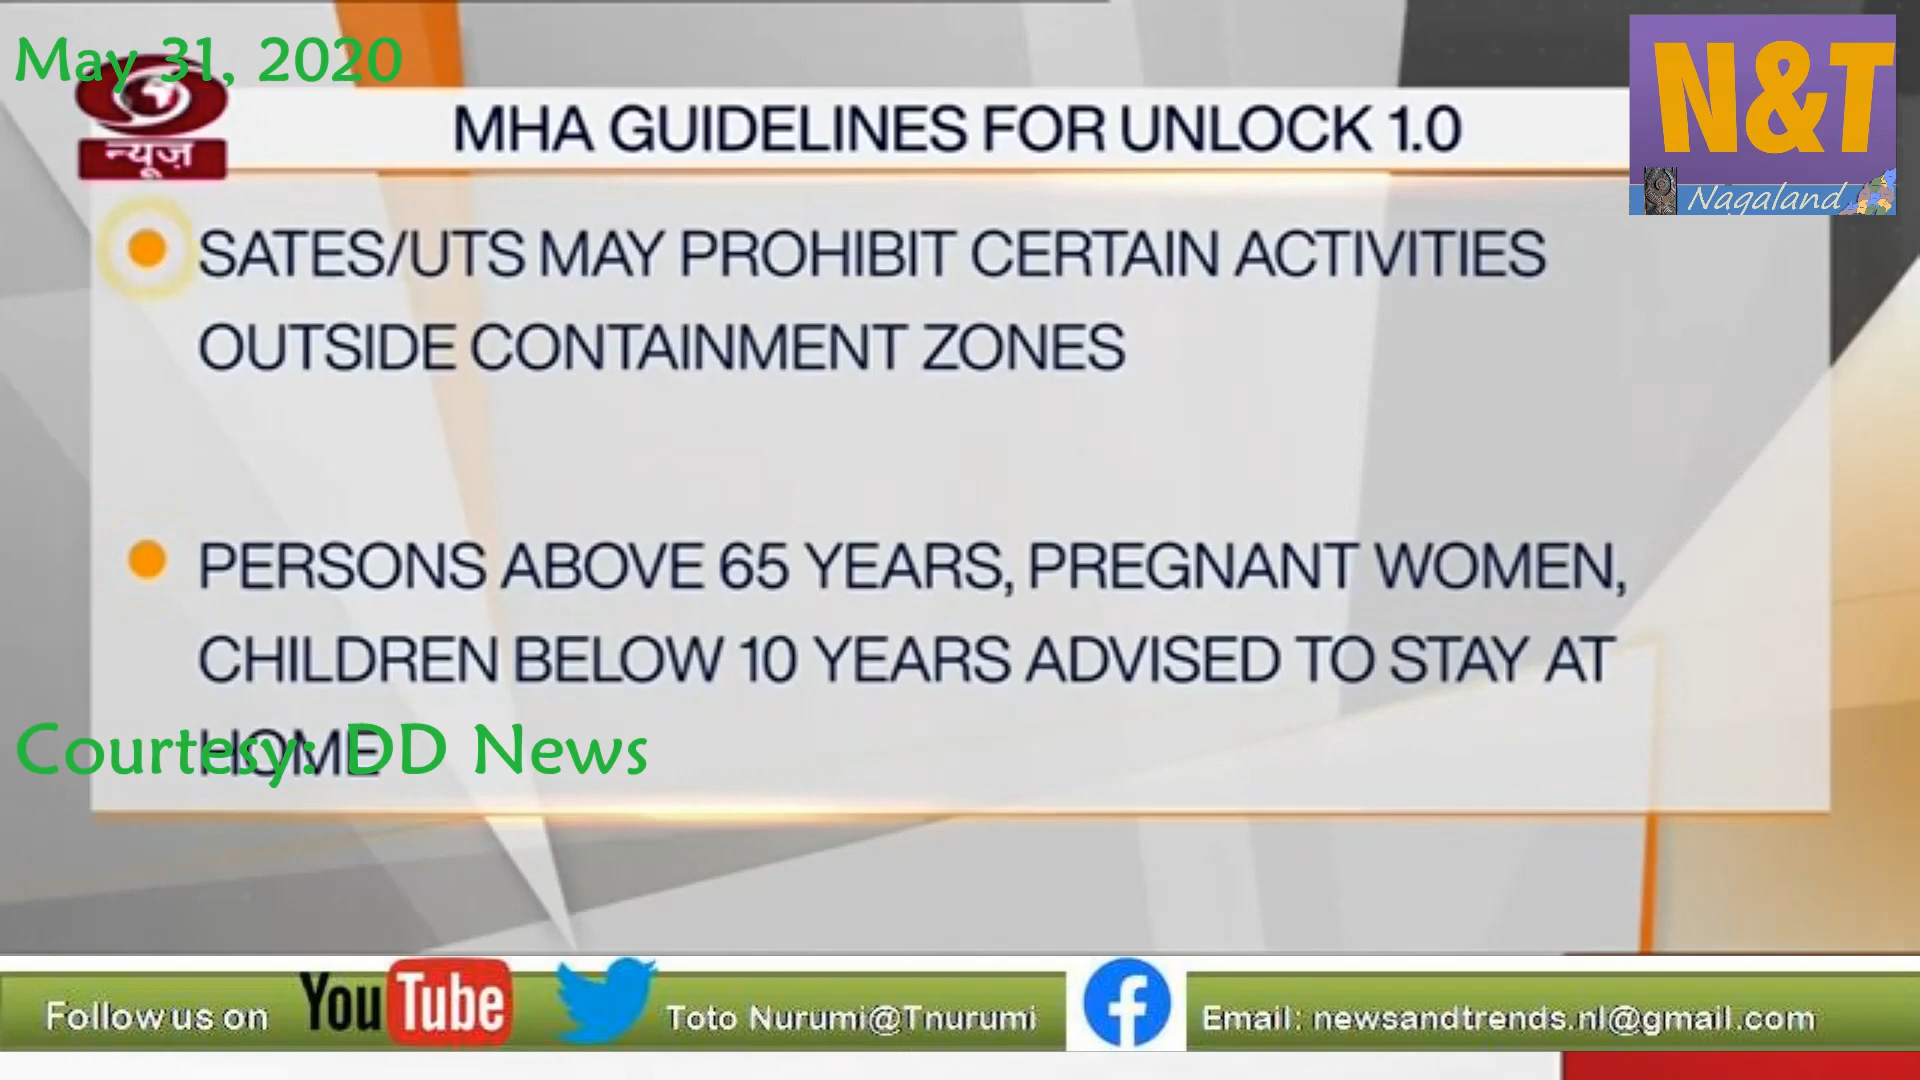 May 31, 2020
न्यूज़
MHA GUIDELINES FOR UNLOCK 1.0
N&T
Nagaland
SATES/UTS MAY PROHIBIT CERTAIN ACTIVITIES
OUTSIDE CONTAINMENT ZONES
PERSONS ABOVE 65 YEARS, PREGNANT WOMEN,
CHILDREN BELOW 10 YEARS ADVISED TO STAY AT
HOME
Courtesy: DD News
Follow us on YouTube Toto Nurumi@Tnurumi Email: newsandtrends.nl@gmail.com